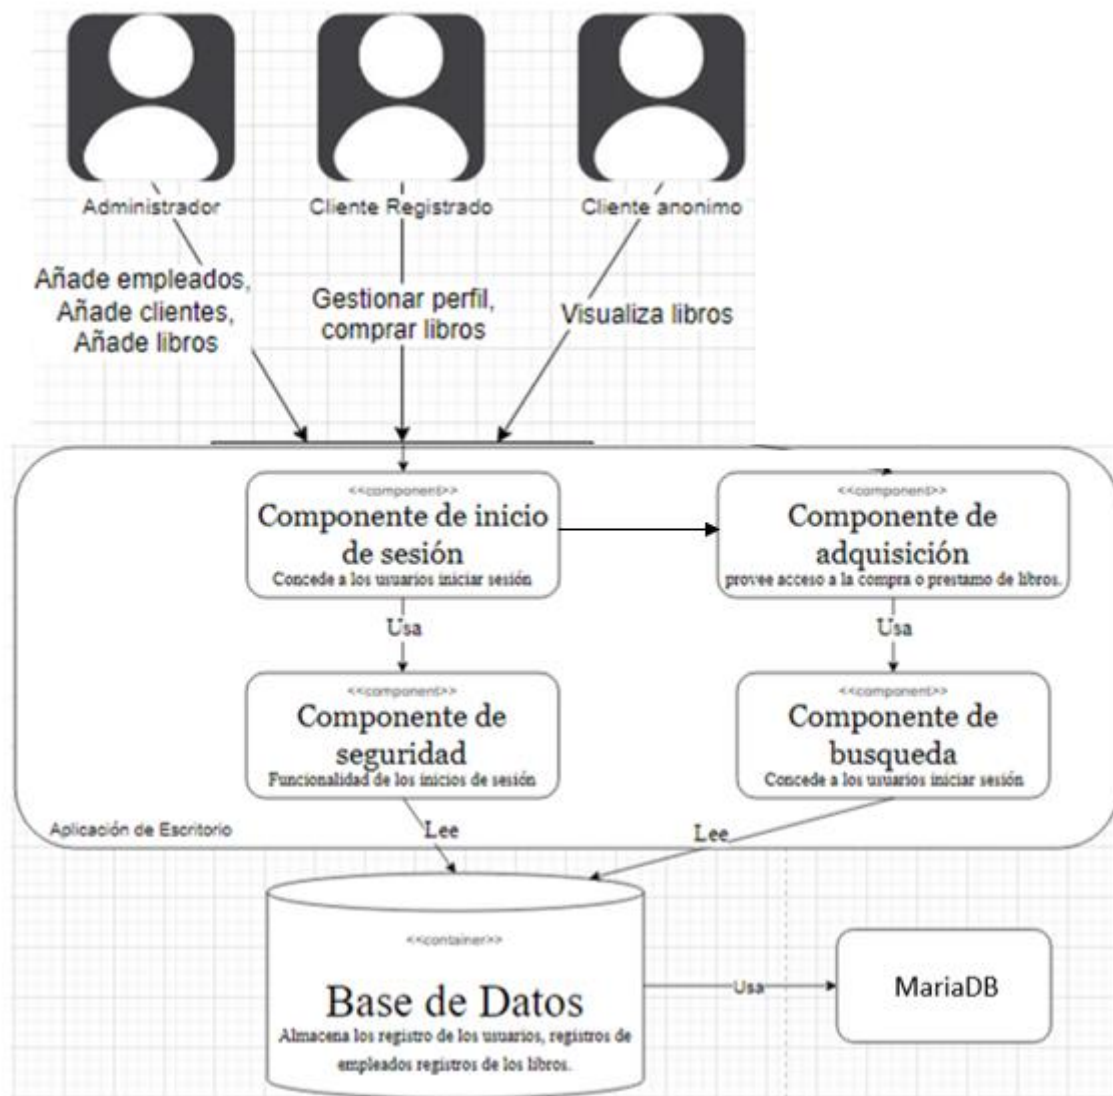 Administrador
Cliente Registrado
Cliente anonimo
Añade empleados,
Añade clientes,
Añade libros
Gestionar perfil,
comprar libros
Visualiza libros
<<component>>
Componente de inicio
de sesión
Concede a los usuarios iniciar sesión
<<component>>
Componente de
adquisición
provee acceso a la compra o prestamo de libros.
Usa
Usa
<<component>>
Componente de
seguridad
Funcionalidad de los inicios de sesión
<<component>>
Componente de
busqueda
Concede a los usuarios iniciar sesión
Aplicación de Escritorio
Lee
Lee
<<container>>
Base de Datos
Almacena los registro de los usuarios, registros de
empleados registros de los libros.
Usa
MariaDB